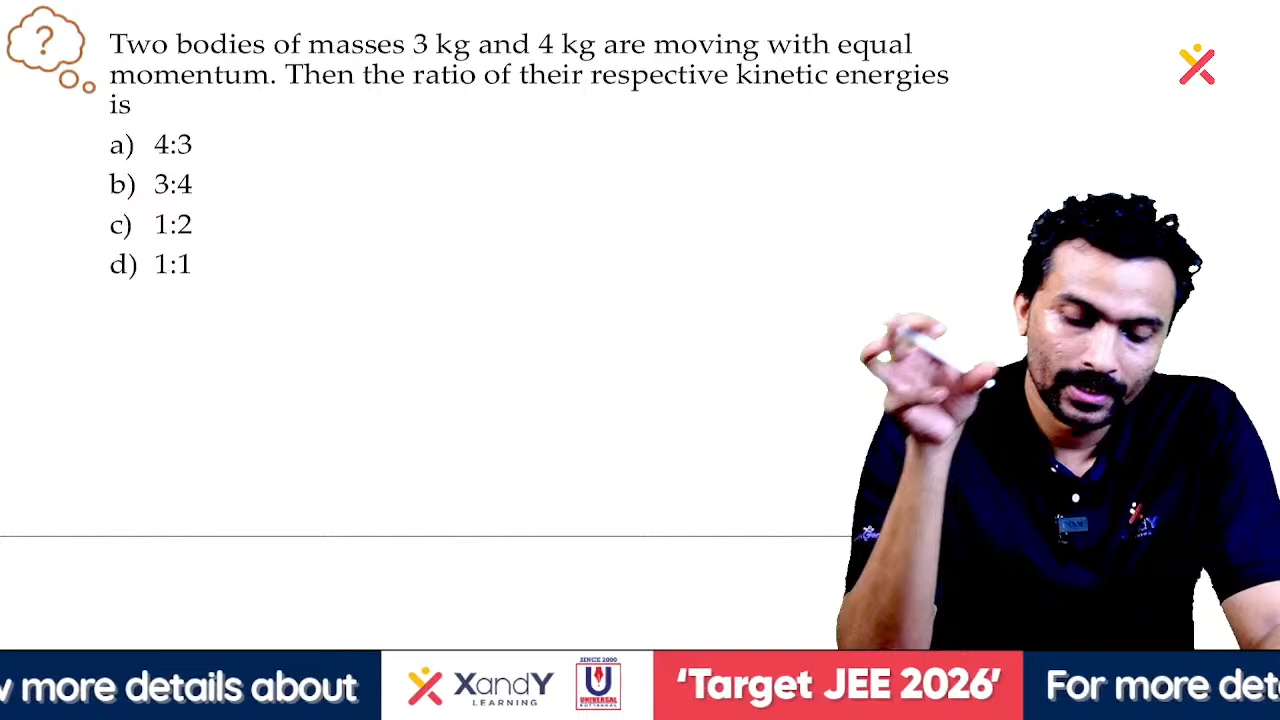 ?
Two bodies of masses 3 kg and 4 kg are moving with equal
momentum. Then the ratio of their respective kinetic energies
is
a) 4:3
b) 3:4
c) 1:2
d) 1:1
w more details about
XandY
LEARNING
SINCE 2000
U
UNIVERSAL
KOTTAKKAL
‘Target JEE 2026’
For more det